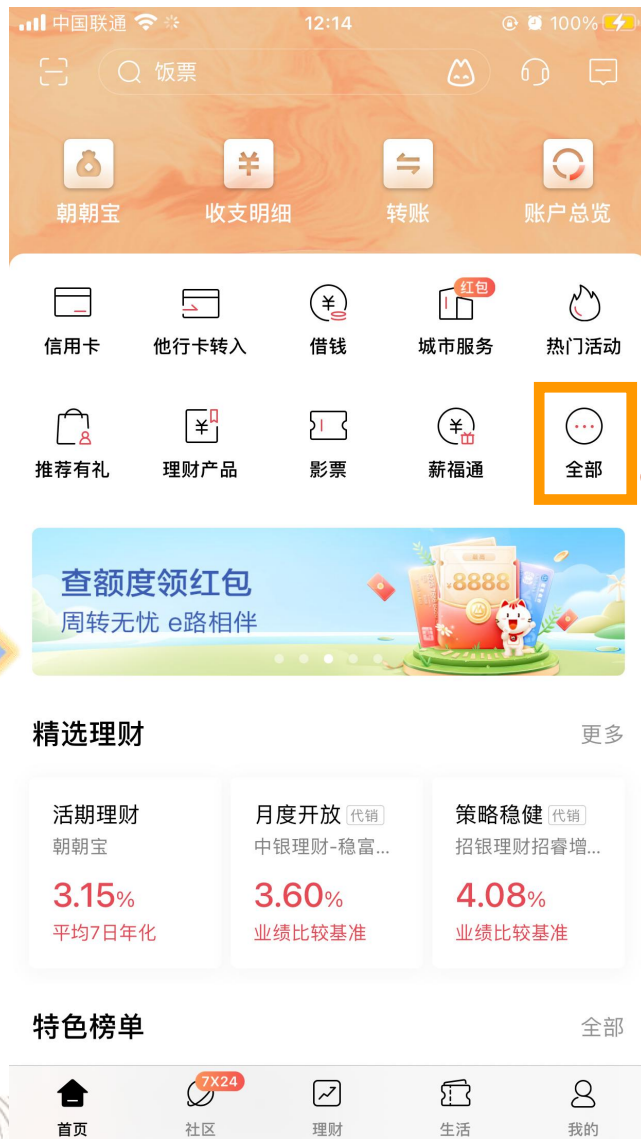 中国联通 12:14 100%
饭票
朝朝宝 收支明细 转账 账户总览
红包
信用卡 他行卡转入 借钱 城市服务 热门活动
推荐有礼 理财产品 影票 薪福通 全部
查额度领红包
周转无忧 e路相伴
8888
精选理财 更多
活期理财 月度开放 代销 策略稳健 代销
朝朝宝 中银理财-稳富... 招银理财招睿增...
3.15% 3.60% 4.08%
平均7日年化 业绩比较基准 业绩比较基准
特色榜单 全部
7X24
首页 社区 理财 生活 我的